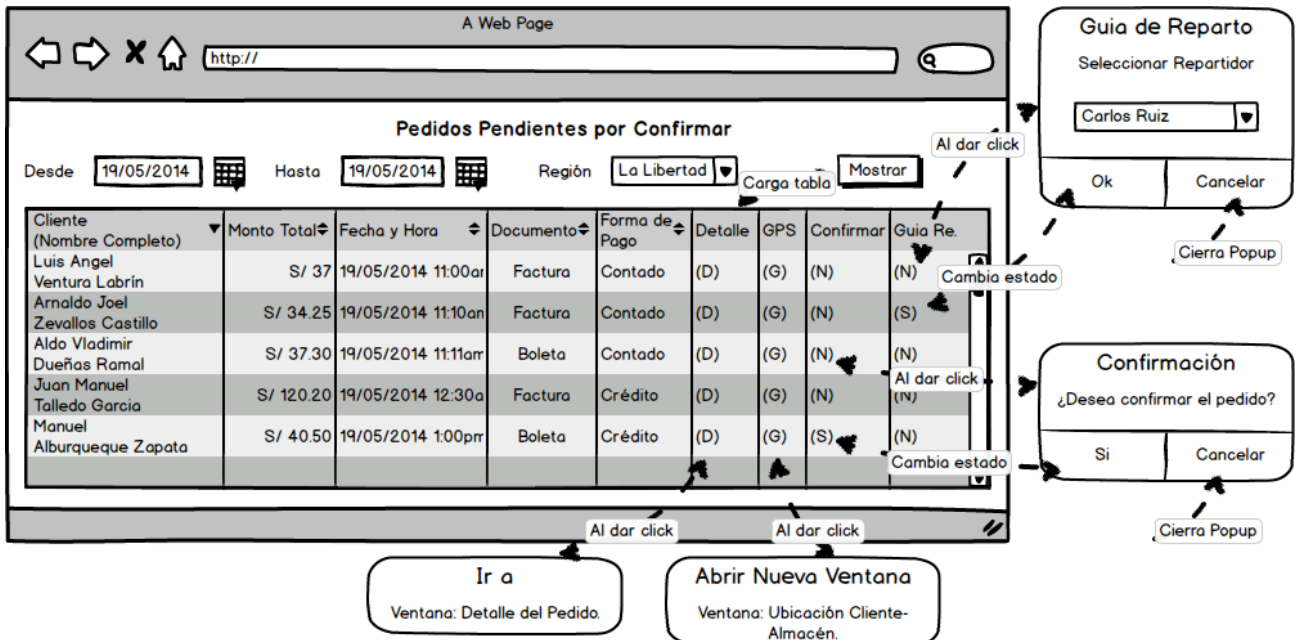 A Web Page
http://
Pedidos Pendientes por Confirmar
Desde 19/05/2014 Hasta 19/05/2014 Región La Libertad Mostrar
Carga tabla
Cliente
(Nombre Completo) Monto Total Fecha y Hora Documento Forma de
Pago Detalle GPS Confirmar Guia Re.
Luis Angel
Ventura Labrín S/ 37 19/05/2014 11:00ar Factura Contado (D) (G) (N) (N)
Arnaldo Joel
Zevallos Castillo S/ 34.25 19/05/2014 11:10an Factura Contado (D) (G) (N) (S)
Aldo Vladimir
Dueñas Ramal S/ 37.30 19/05/2014 11:11am Boleta Contado (D) (G) (N) (N)
Juan Manuel
Talledo Garcia S/ 120.20 19/05/2014 12:30a Factura Crédito (D) (G) (N) (N)
Manuel
Alburqueque Zapata S/ 40.50 19/05/2014 1:00pm Boleta Crédito (D) (G) (S) (N)
Al dar click
Cambia estado
Al dar click
Cambia estado
Al dar click
Al dar click
Guia de Reparto
Seleccionar Repartidor
Carlos Ruiz
Ok Cancelar
Cierra Popup
Confirmación
¿Desea confirmar el pedido?
Si Cancelar
Cierra Popup
Ir a
Ventana: Detalle del Pedido.
Abrir Nueva Ventana
Ventana: Ubicación Cliente-
Almacén.